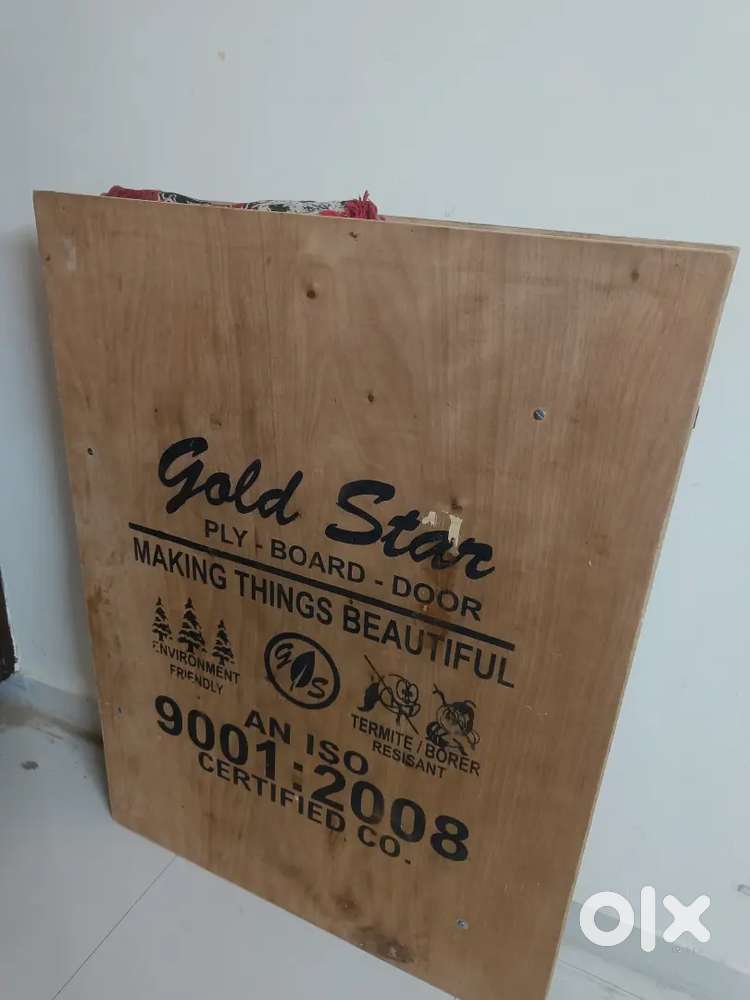 Gold Star
PLY - BOARD - DOOR
MAKING THINGS BEAUTIFUL
ENVIRONMENT
FRIENDLY
G S
TERMITE / BORER
RESISANT
AN ISO
9001:2008
CERTIFIED CO.
olx